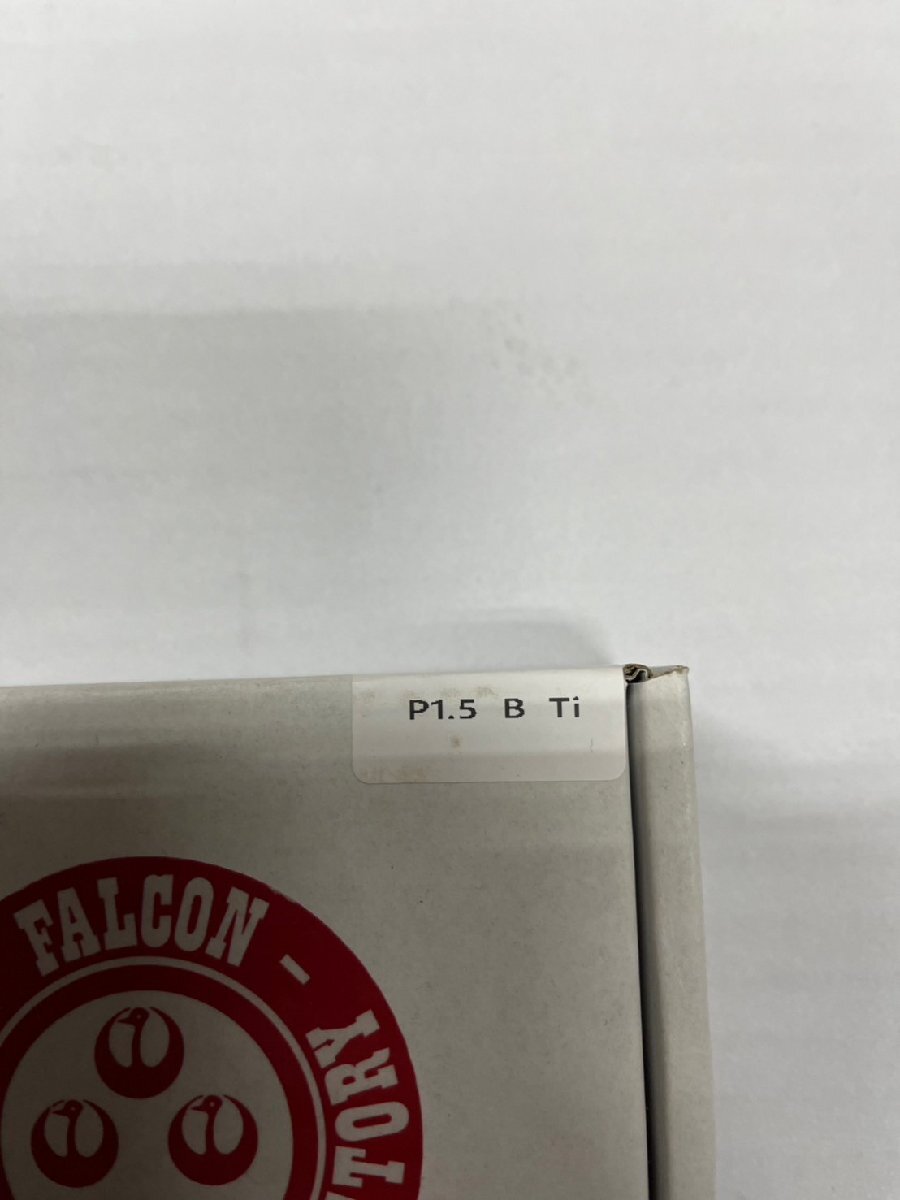 P1.5 B Ti
FALCON -
TORY